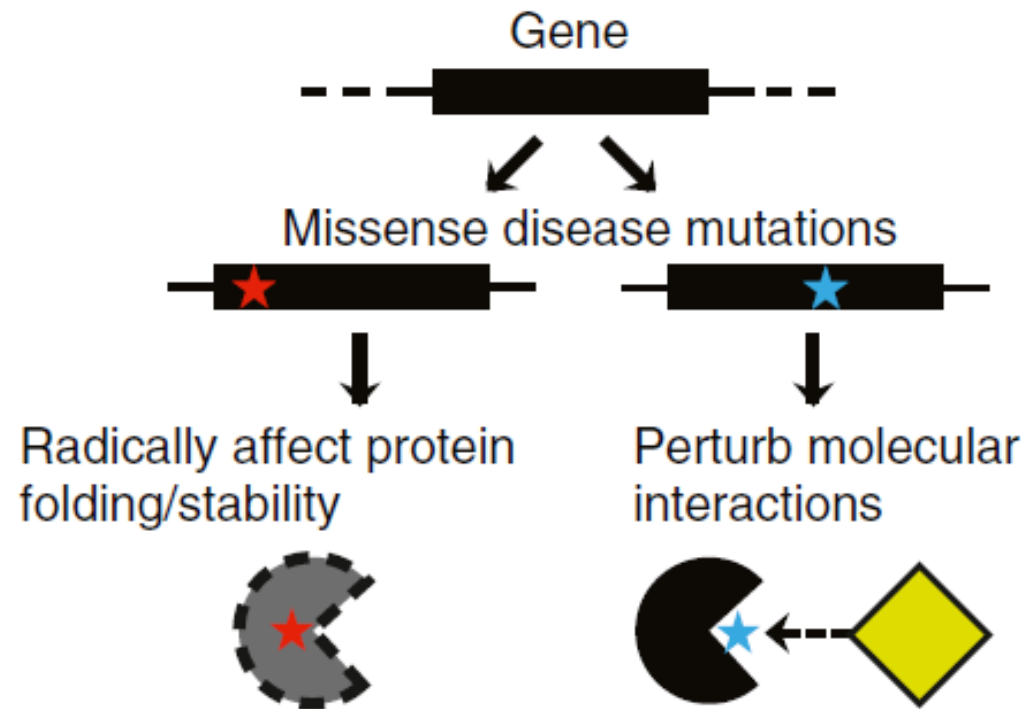 Gene
Missense disease mutations
Radically affect protein
folding/stability
Perturb molecular
interactions